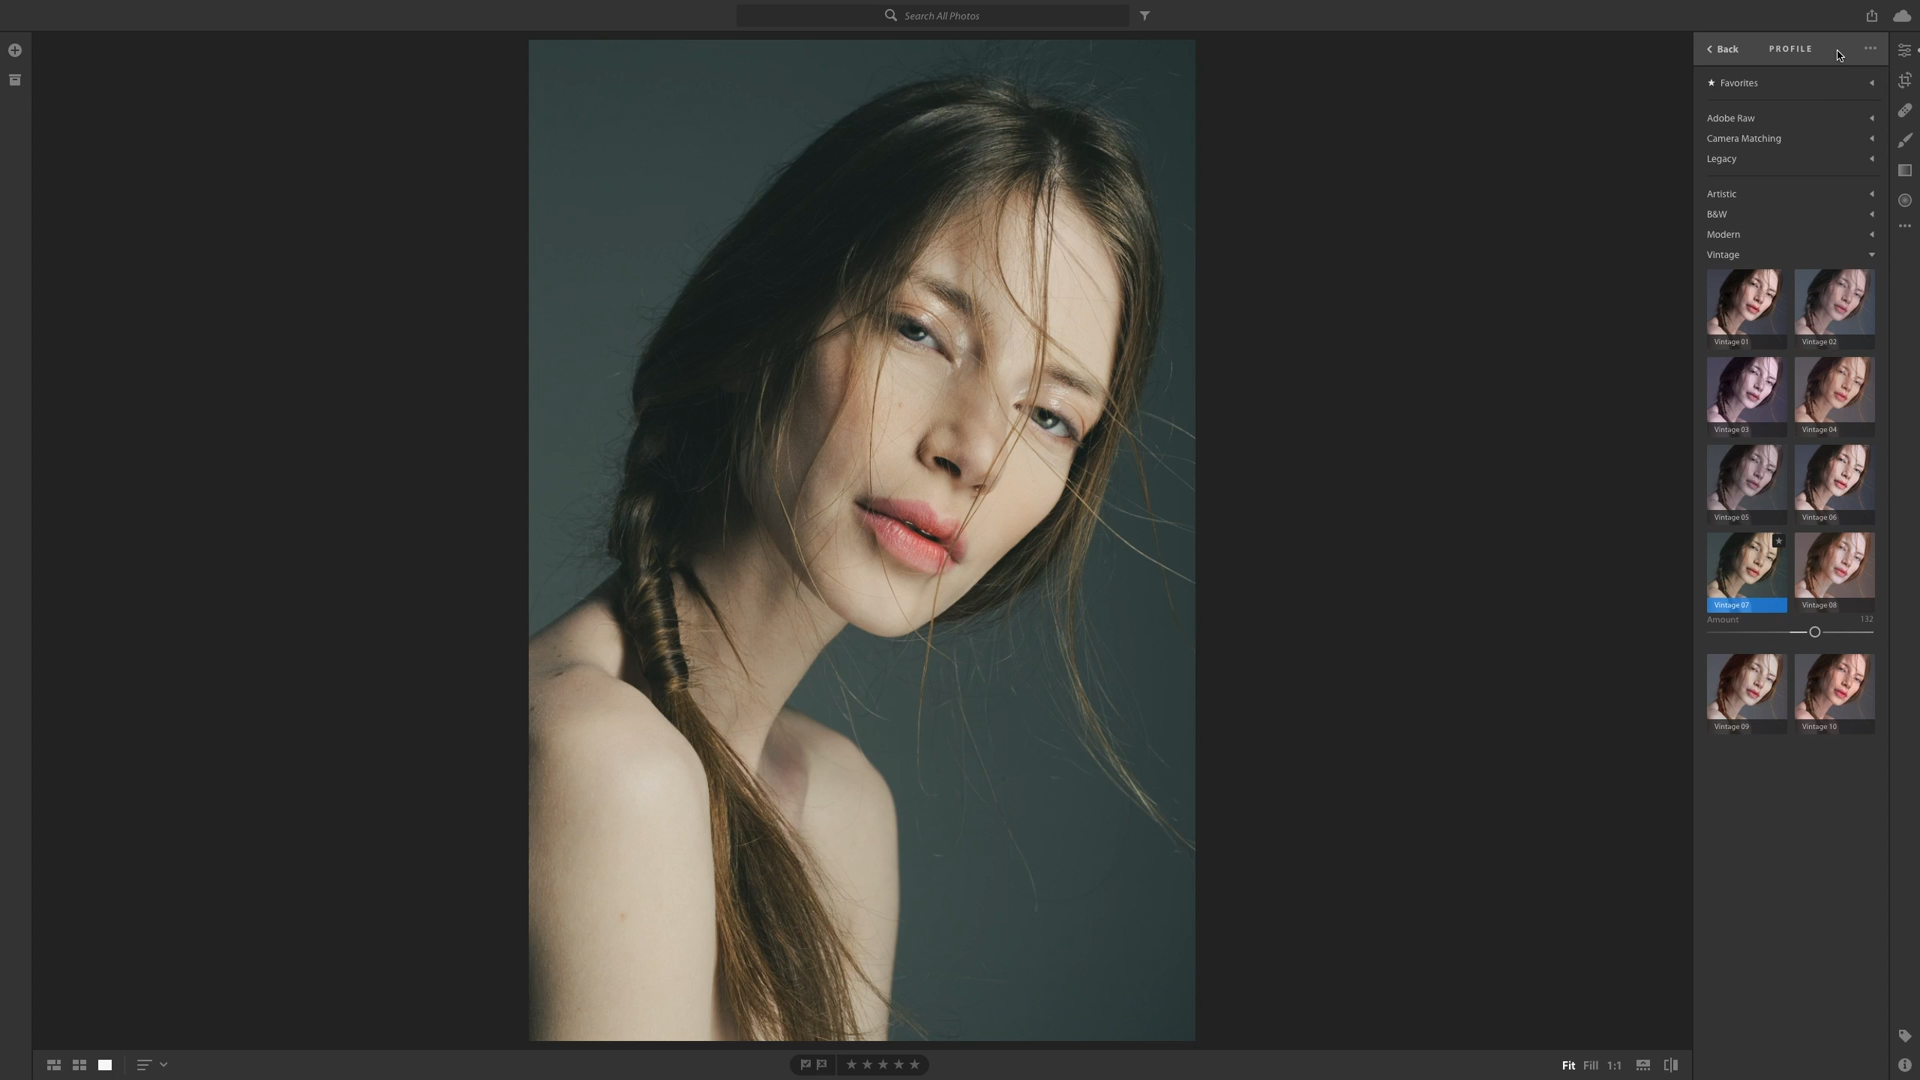 Search All Photos
Back
PROFILE
Favorites
Adobe Raw
Camera Matching
Legacy
Artistic
B&W
Modern
Vintage
Vintage 01
Vintage 02
Vintage 03
Vintage 04
Vintage 05
Vintage 06
Vintage 07
Vintage 08
Amount 132
Vintage 09
Vintage 10
Fit Fill 1:1